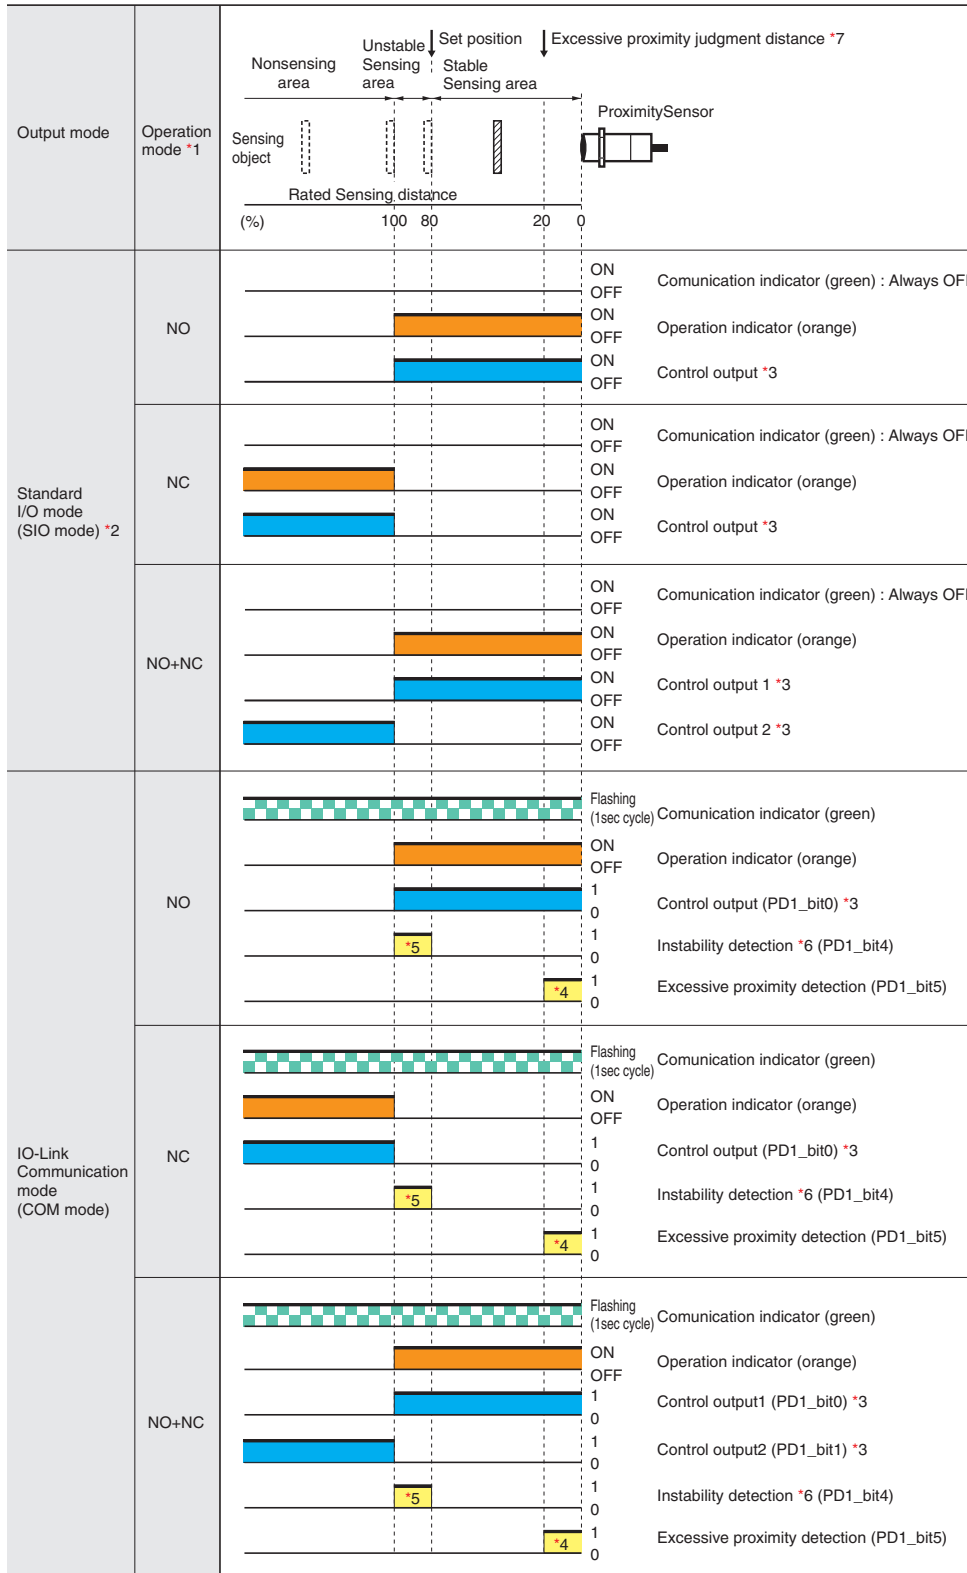 Output mode
Operation
mode *1
Nonsensing
area
Unstable
Sensing
area
Set position
Stable
Sensing area
Excessive proximity judgment distance *7
ProximitySensor
Sensing
object
Rated Sensing distance
(%) 100 80 20 0
Standard
I/O mode
(SIO mode) *2
NO
ON
OFF
Comunication indicator (green) : Always OFF
ON
OFF
Operation indicator (orange)
ON
OFF
Control output *3
NC
ON
OFF
Comunication indicator (green) : Always OFF
ON
OFF
Operation indicator (orange)
ON
OFF
Control output *3
NO+NC
ON
OFF
Comunication indicator (green) : Always OFF
ON
OFF
Operation indicator (orange)
ON
OFF
Control output 1 *3
ON
OFF
Control output 2 *3
IO-Link
Communication
mode
(COM mode)
NO
Flashing
(1sec cycle)
Comunication indicator (green)
ON
OFF
Operation indicator (orange)
1
0
Control output (PD1_bit0) *3
*5
1
0
Instability detection *6 (PD1_bit4)
*4
1
0
Excessive proximity detection (PD1_bit5)
NC
Flashing
(1sec cycle)
Comunication indicator (green)
ON
OFF
Operation indicator (orange)
1
0
Control output (PD1_bit0) *3
*5
1
0
Instability detection *6 (PD1_bit4)
*4
1
0
Excessive proximity detection (PD1_bit5)
NO+NC
Flashing
(1sec cycle)
Comunication indicator (green)
ON
OFF
Operation indicator (orange)
1
0
Control output1 (PD1_bit0) *3
1
0
Control output2 (PD1_bit1) *3
*5
1
0
Instability detection *6 (PD1_bit4)
*4
1
0
Excessive proximity detection (PD1_bit5)